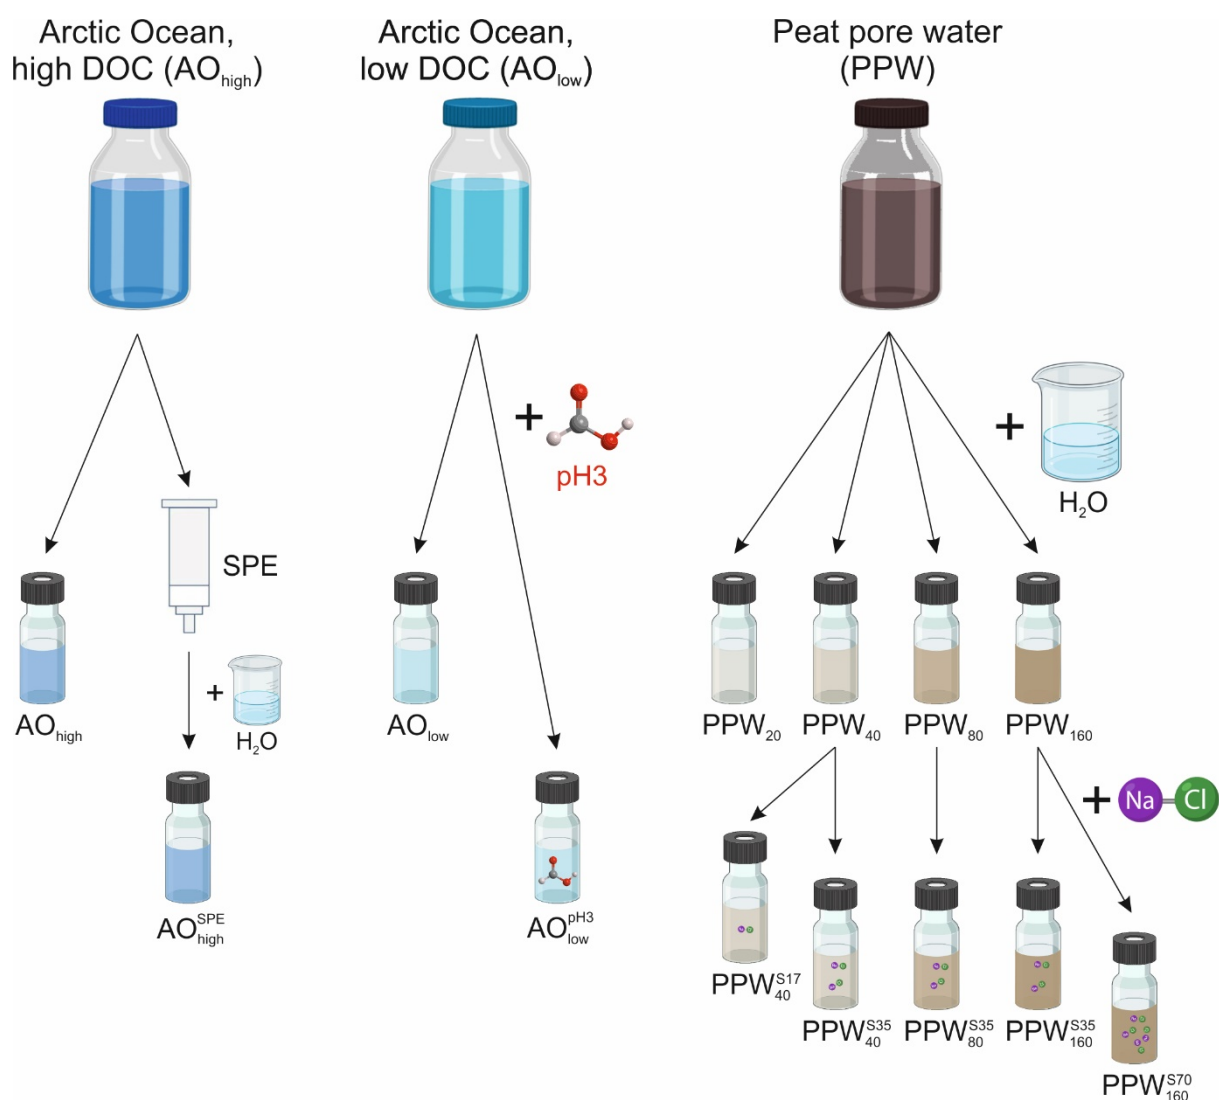 Arctic Ocean,
high DOC (AOhigh)
Arctic Ocean,
low DOC (AOlow)
Peat pore water
(PPW)
+
pH3
+
H2O
SPE
+
H2O
AOhigh
AOlow
PPW20
PPW40
PPW80
PPW160
+ Na Cl
AOSPEhigh
AOpH3low
PPWS1740
PPWS3540
PPWS3580
PPWS35160
PPWS70160